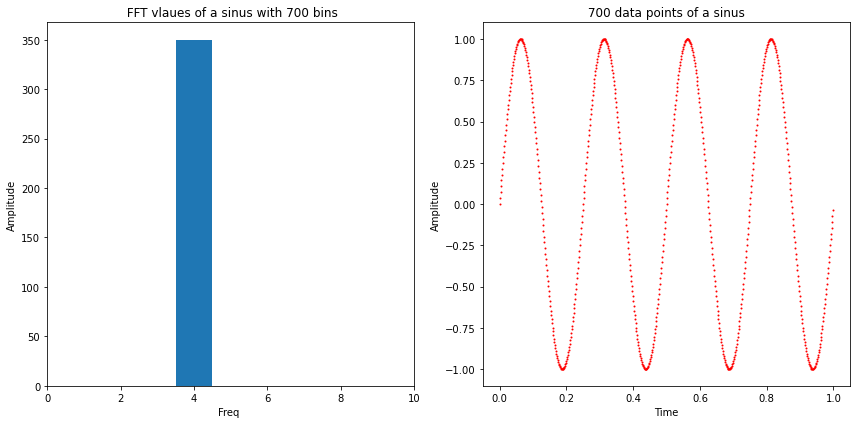 FFT vlaues of a sinus with 700 bins
350
300
250
200
150
100
50
0
Amplitude
0 2 4 6 8 10
Freq
700 data points of a sinus
1.00
0.75
0.50
0.25
0.00
−0.25
−0.50
−0.75
−1.00
Amplitude
0.0 0.2 0.4 0.6 0.8 1.0
Time